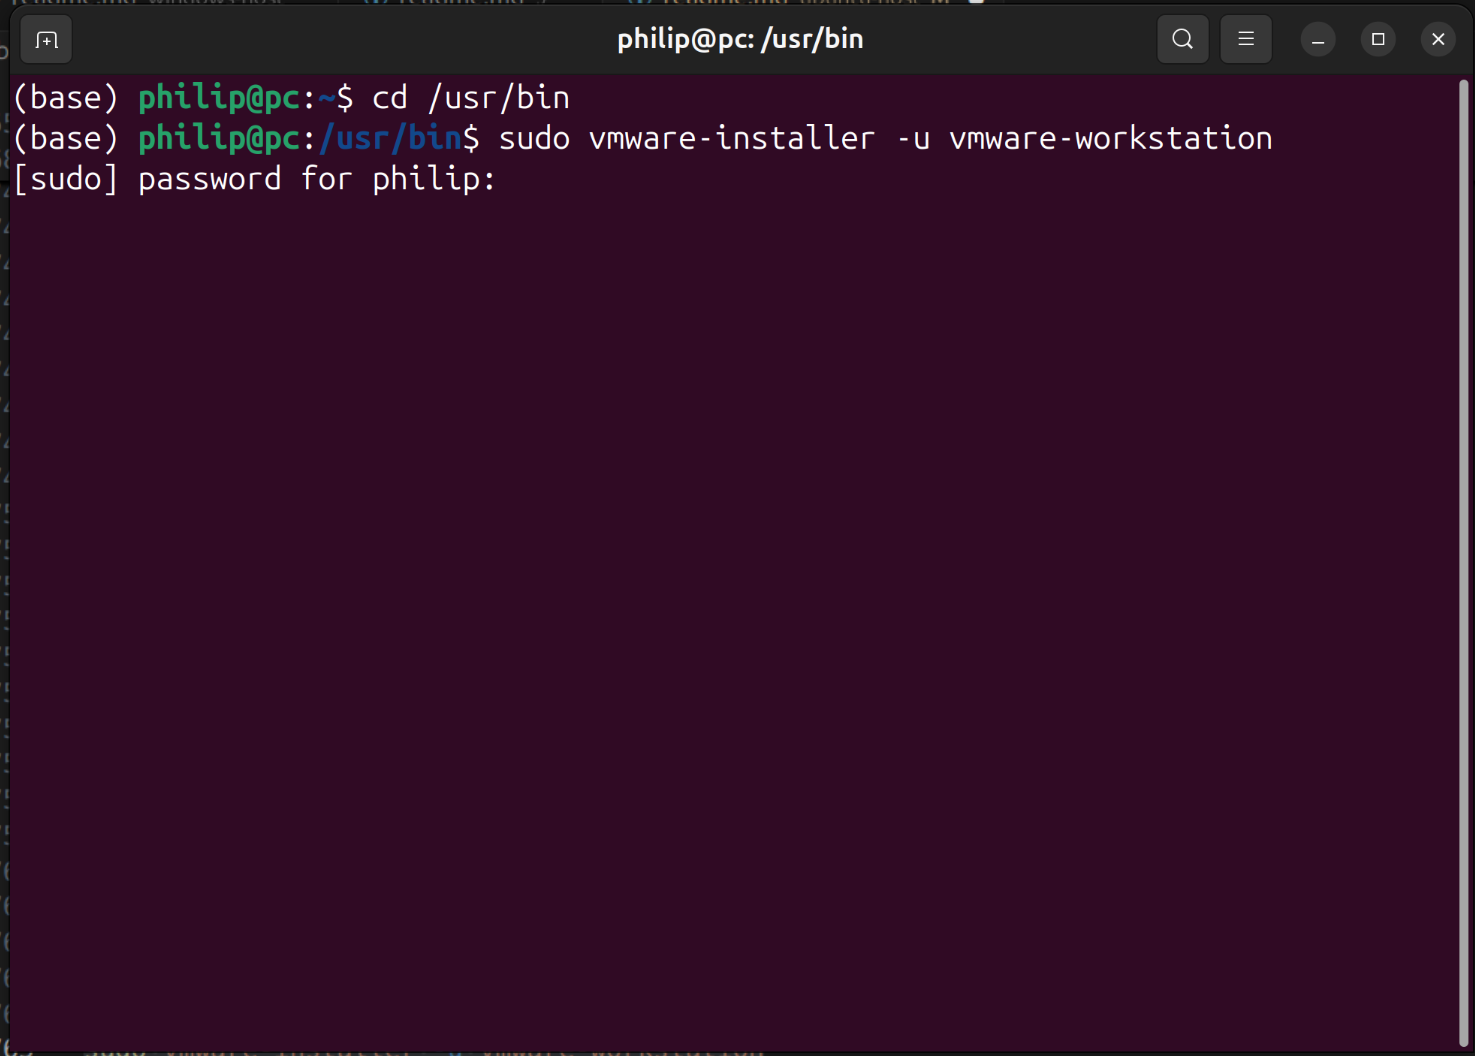 philip@pc: /usr/bin
(base) philip@pc:~$ cd /usr/bin
(base) philip@pc:/usr/bin$ sudo vmware-installer -u vmware-workstation
[sudo] password for philip: